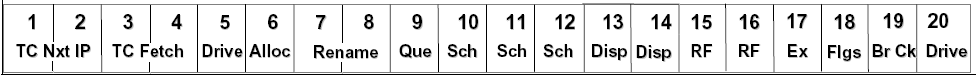 1 2 3 4 5 6 7 8 9 10 11 12 13 14 15 16 17 18 19 20
TC Nxt IP TC Fetch Drive Alloc Rename Que Sch Sch Sch Disp Disp RF RF Ex Flgs Br Ck Drive